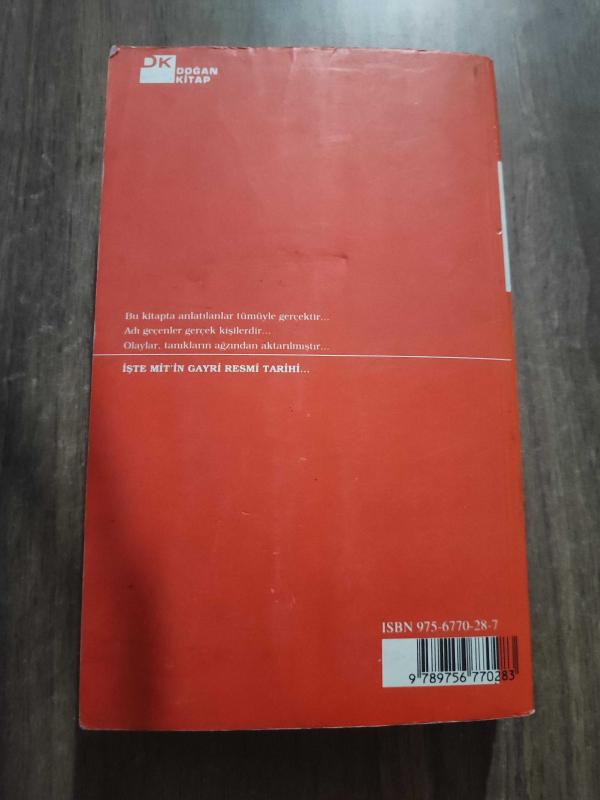 DK
DOĞAN
KİTAP
Bu kitapta anlatılanlar tümüyle gerçektir...
Adı geçenler gerçek kişilerdir...
Olaylar, tanıkların ağzından aktarılmıştır...
İŞTE MİT'İN GAYRİ RESMİ TARİHİ...
ISBN 975-6770-28-7
9 789756 770283